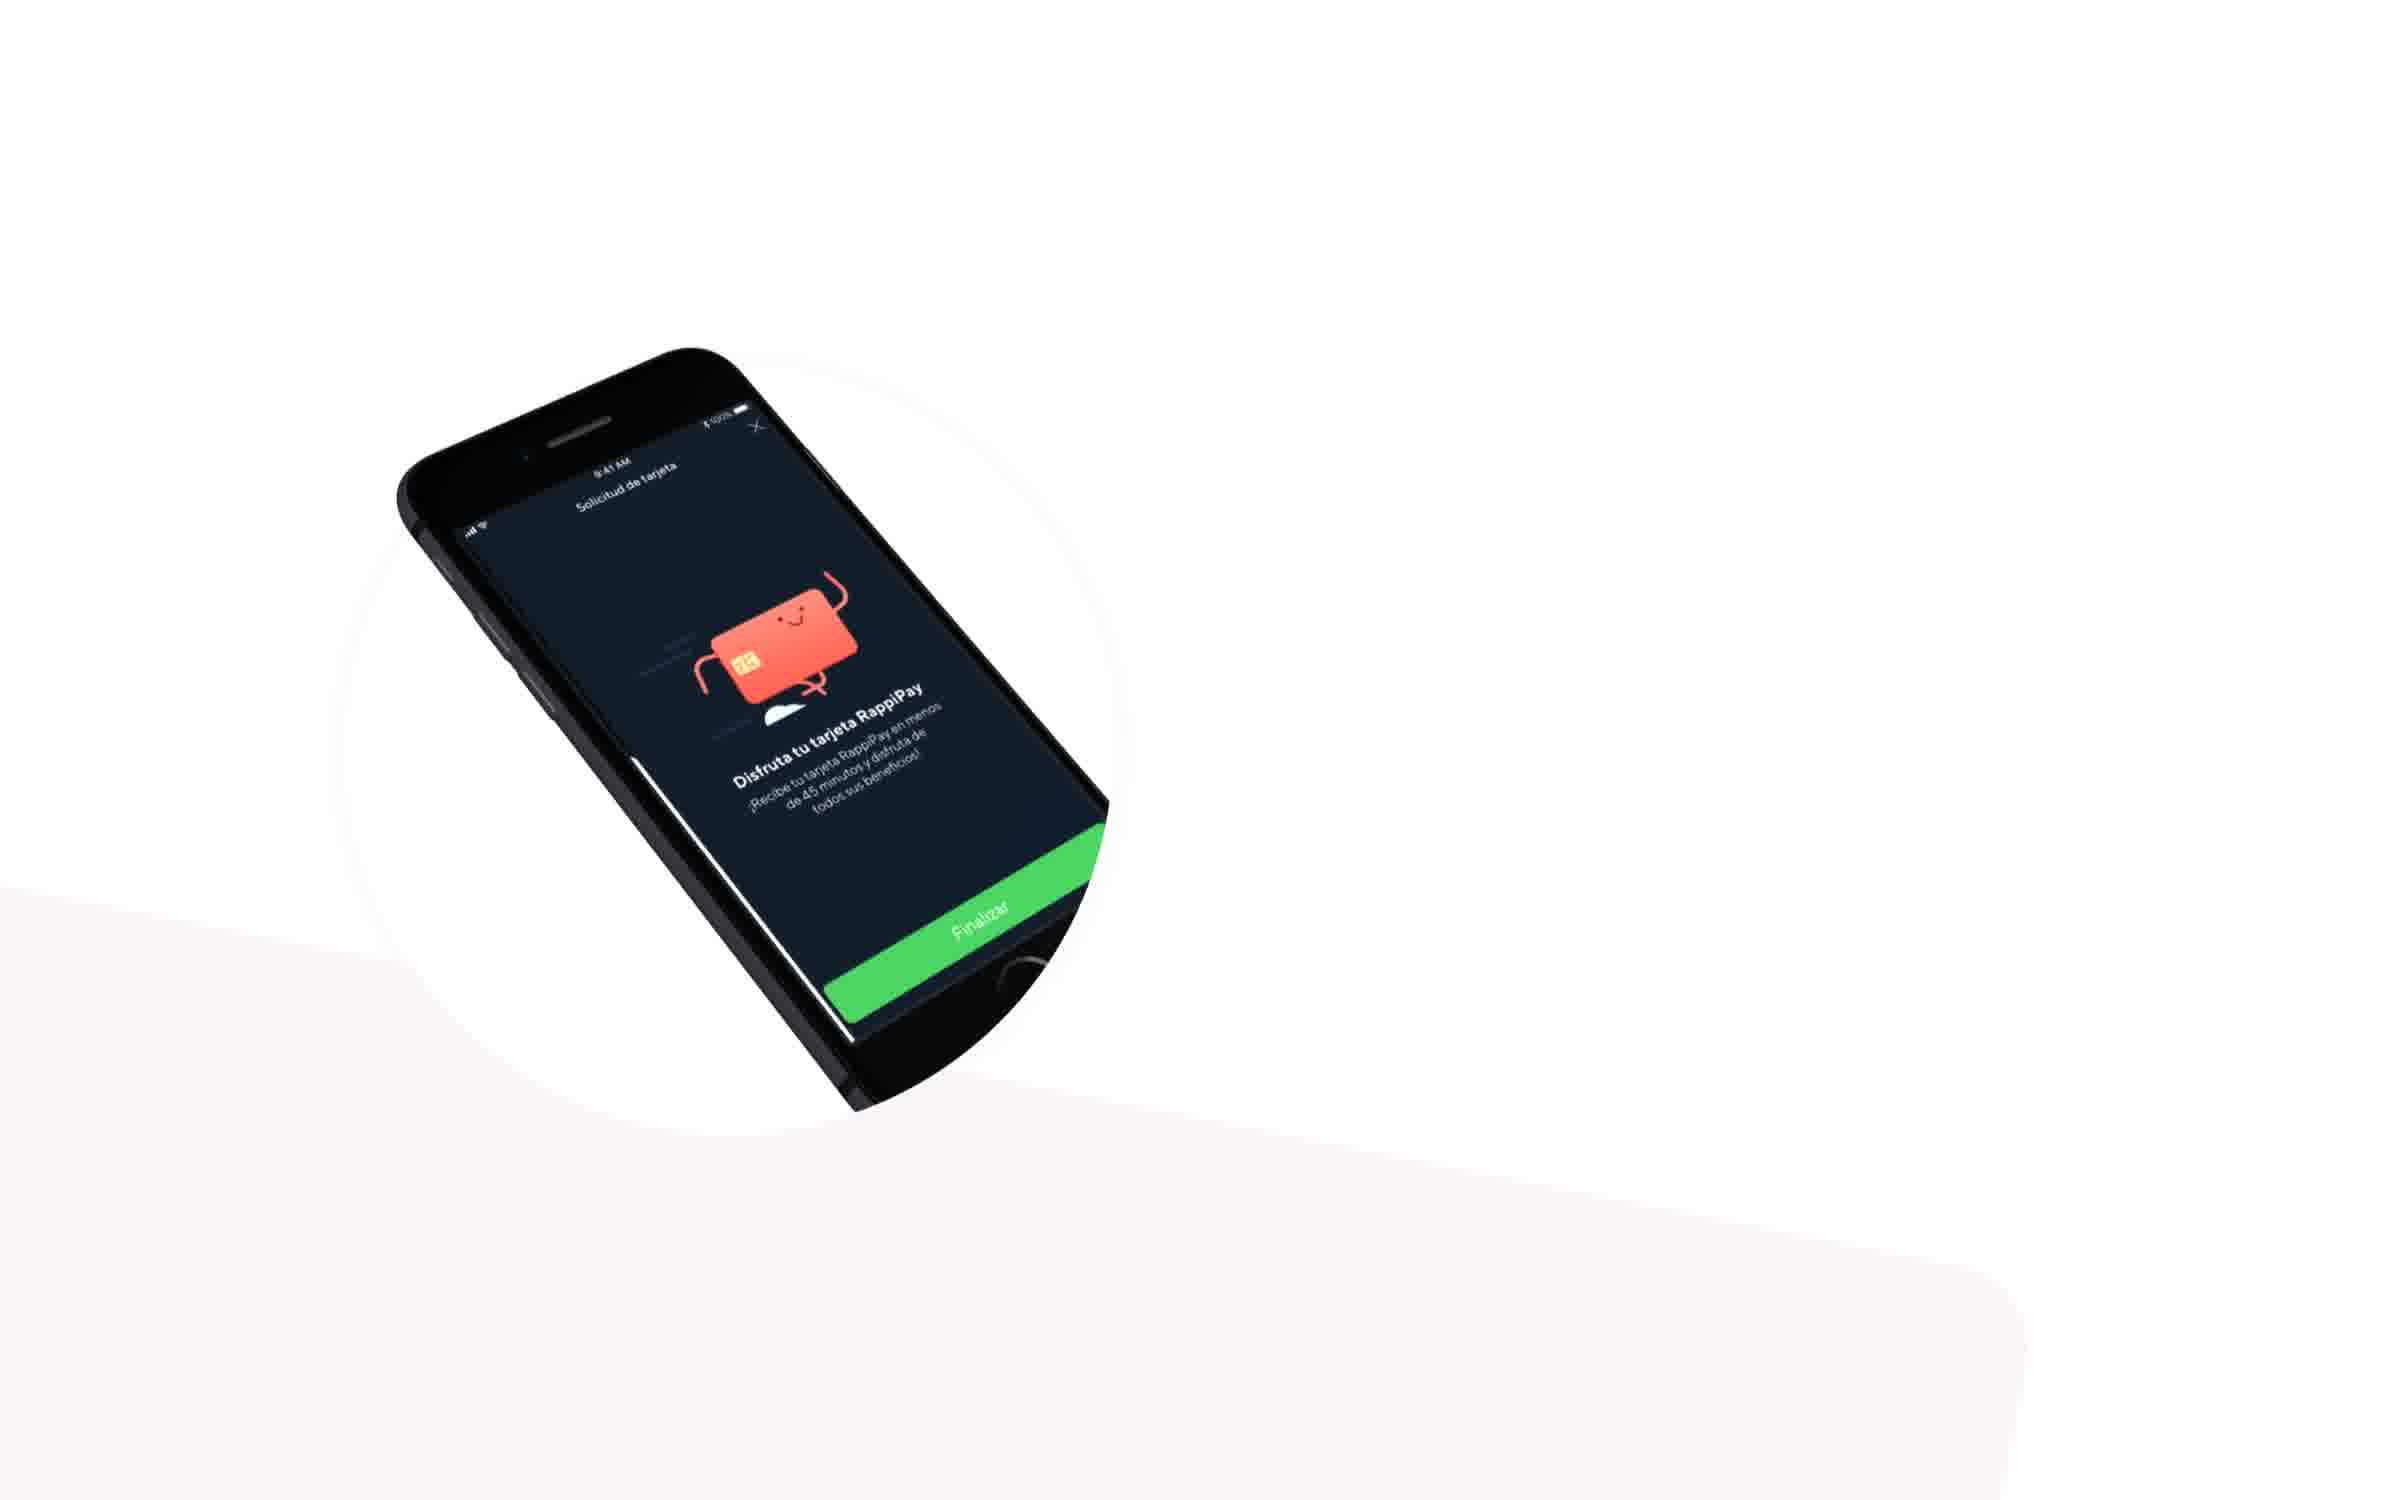 100%
9:41 AM
Solicitud de tarjeta
Disfruta tu tarjeta RappiPay
¡Recibe tu tarjeta RappiPay en menos
de 45 minutos y disfruta de
todos sus beneficios!
Finalizar